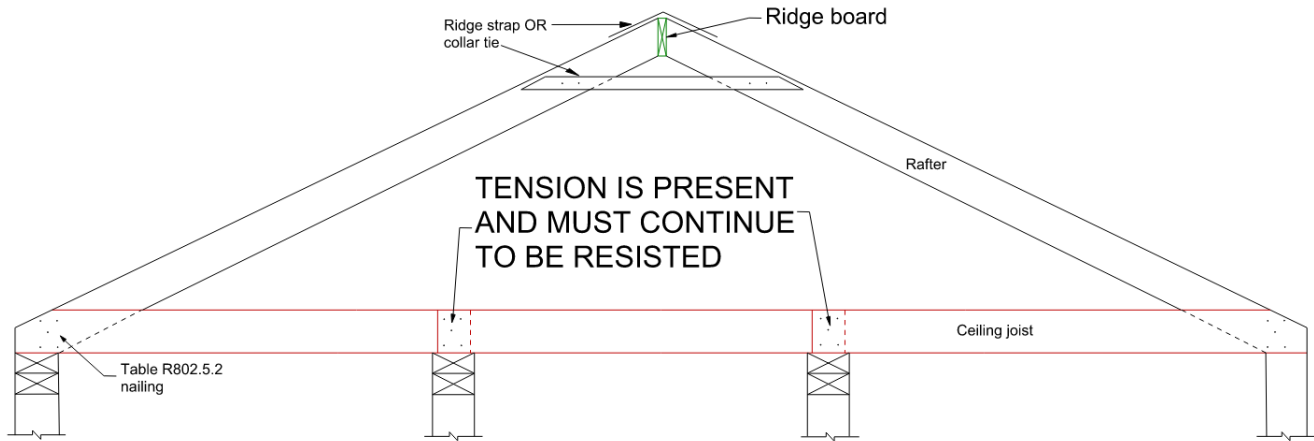 Ridge strap OR
collar tie
Ridge board
Rafter
TENSION IS PRESENT
AND MUST CONTINUE
TO BE RESISTED
Ceiling joist
Table R802.5.2
nailing